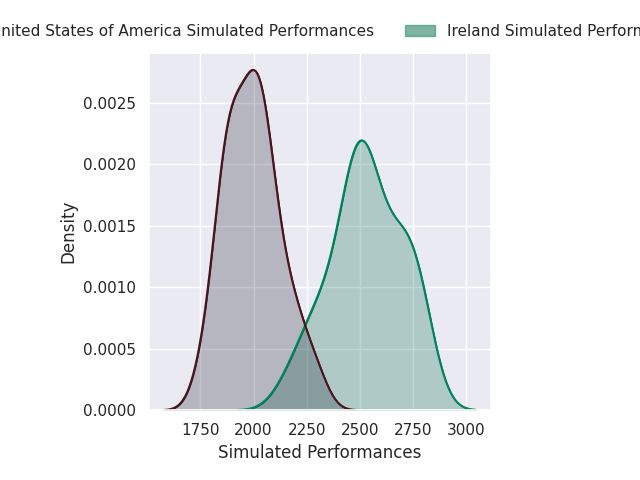 nited States of America Simulated Performances Ireland Simulated Perforn
0.0025
0.0020
0.0015
0.0010
0.0005
0.0000
Density
1750 2000 2250 2500 2750 3000
Simulated Performances